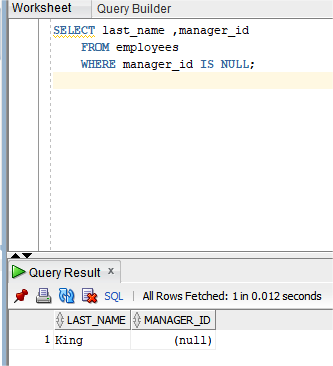 Worksheet Query Builder
SELECT last_name ,manager_id
FROM employees
WHERE manager_id IS NULL;
Query Result x
SQL | All Rows Fetched: 1 in 0.012 seconds
LAST_NAME MANAGER_ID
1 King (null)